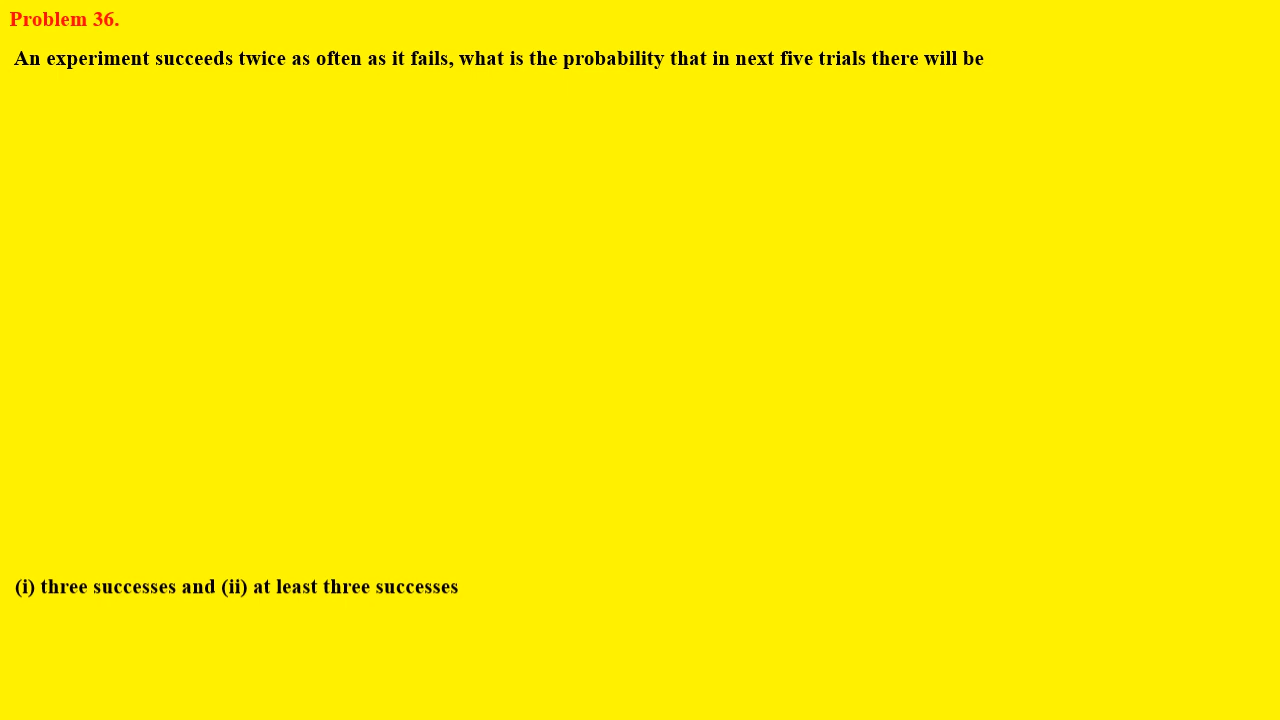 Problem 36.
An experiment succeeds twice as often as it fails, what is the probability that in next five trials there will be
(i) three successes and (ii) at least three successes